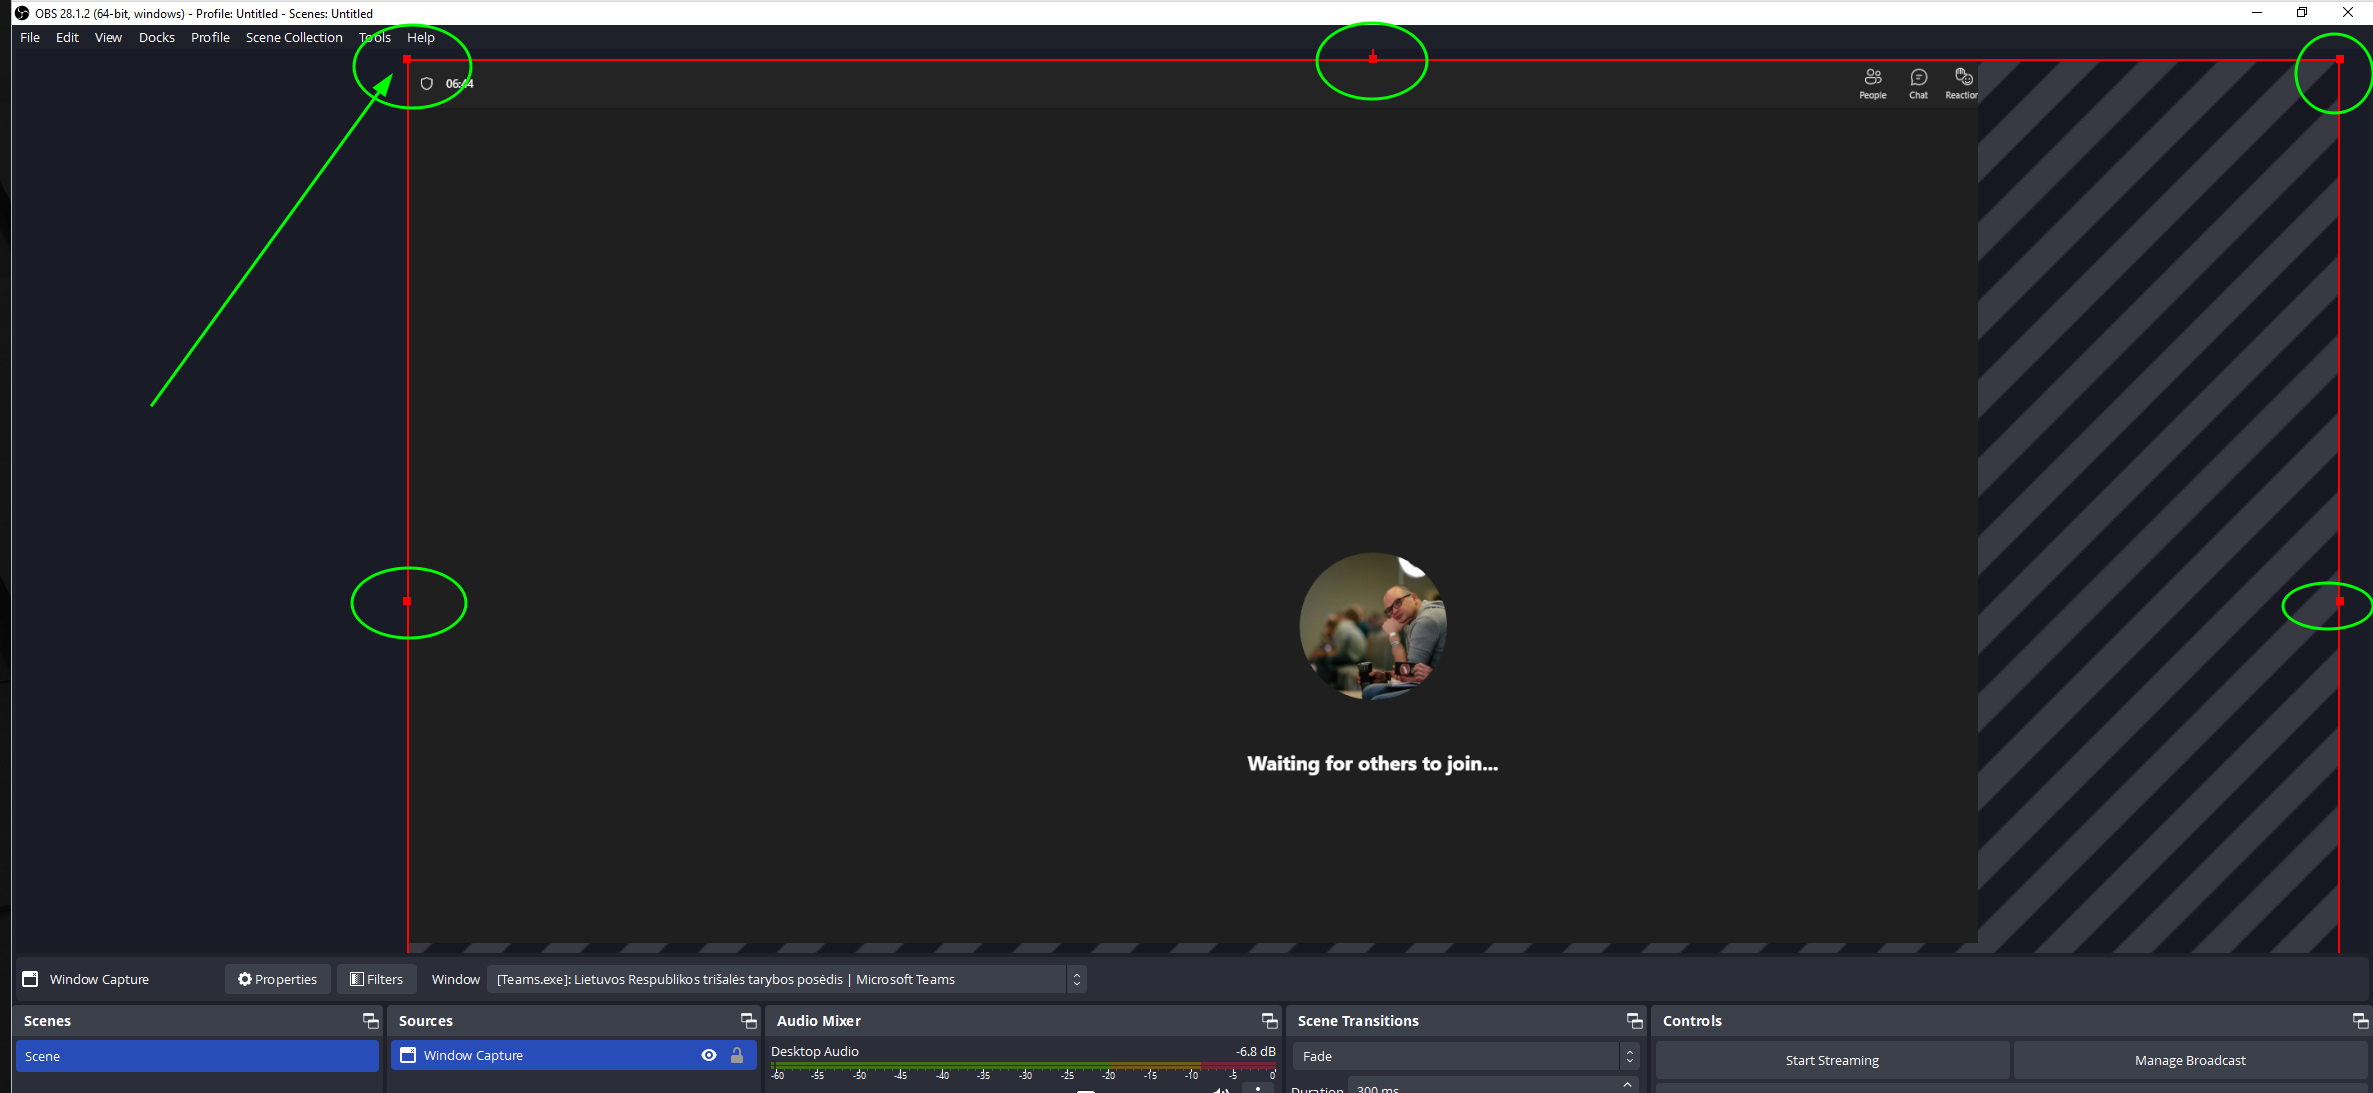 OBS 28.1.2 (64-bit, windows) - Profile: Untitled - Scenes: Untitled
File Edit View Docks Profile Scene Collection Tools Help
06:44
People Chat Reaction
Waiting for others to join...
Window Capture Properties Filters Window [Teams.exe]: Lietuvos Respublikos trišalės tarybos posėdis | Microsoft Teams
Scenes Sources Audio Mixer Scene Transitions Controls
Scene Window Capture Desktop Audio -6.8 dB Fade Start Streaming Manage Broadcast
-60 -55 -50 -45 -40 -35 -30 -25 -20 -15 -10 -5 0
Duration 300 ms